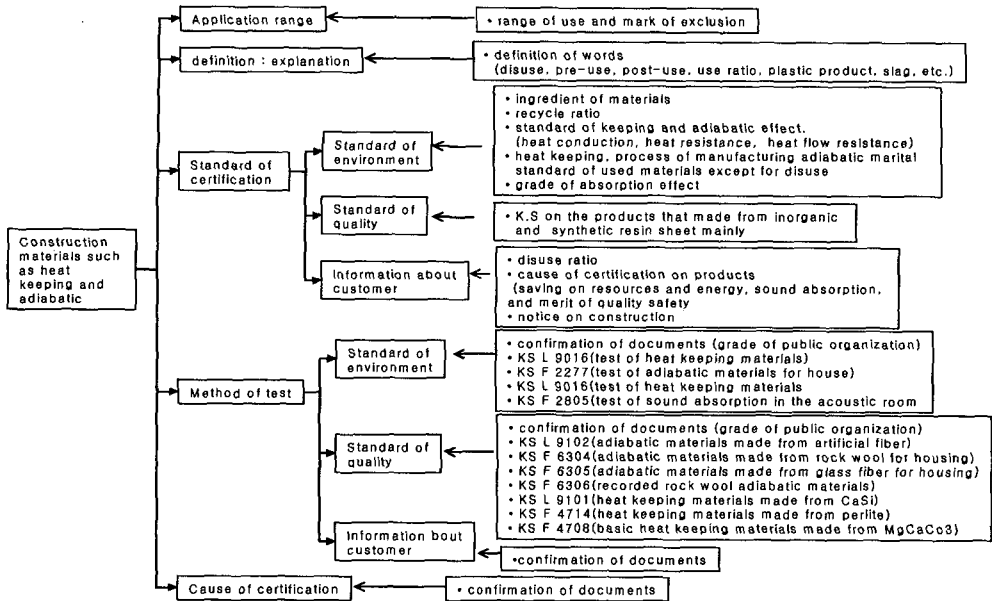 Application range
• range of use and mark of exclusion
definition : explanation
• definition of words
(disuse, pre-use, post-use, use ratio, plastic product, slag, etc.)
Construction
materials such
as heat
keeping and
adiabatic
Standard of
certification
Standard of
environment
• ingredient of materials
• recycle ratio
• standard of keeping and adiabatic effect.
(heat conduction, heat resistance, heat flow resistance)
• heat keeping, process of manufacturing adiabatic marital
standard of used materials except for disuse
• grade of absorption effect
Standard of
quality
• K.S on the products that made from inorganic
and synthetic resin sheet mainly
Information about
customer
• disuse ratio
• cause of certification on products
(saving on resources and energy, sound absorption,
and merit of quality safety
• notice on construction
Method of test
Standard of
environment
• confirmation of documents (grade of public organization)
• KS L 9016(test of heat keeping materials)
• KS F 2277(test of adiabatic materials for house)
• KS L 9016(test of heat keeping materials
• KS F 2805(test of sound absorption in the acoustic room
Standard of
quality
• confirmation of documents (grade of public organization)
• KS L 9102(adiabatic materials made from artificial fiber)
• KS F 6304(adiabatic materials made from rock wool for housing)
• KS F 6305(adiabatic materials made from glass fiber for housing)
• KS F 6306(recorded rock wool adiabatic materials)
• KS L 9101(heat keeping materials made from CaSi)
• KS F 4714(heat keeping materials made from perlite)
• KS F 4708(basic heat keeping materials made from MgCaCo3)
Information bout
customer
•confirmation of documents
Cause of certification
• confirmation of documents